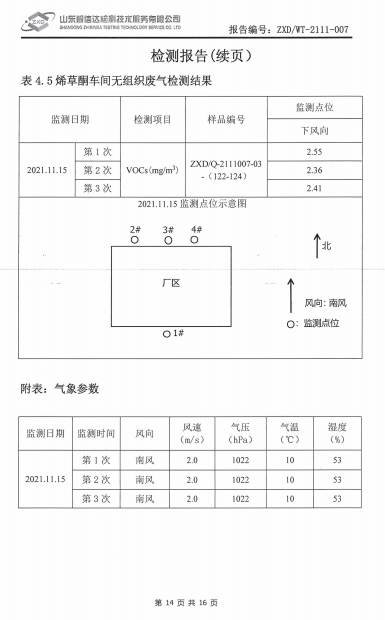 山东智信达检测技术服务有限公司
SHANDONG ZHIXINDA TESTING TECHNOLOGY SERVICE CO.,LTD
报告编号：ZXD/WT-2111-007
检测报告(续页)
表 4.5 烯草酮车间无组织废气检测结果
监测日期 检测项目 样品编号 监测点位
下风向
2021.11.15 第 1 次 VOCs(mg/m³) ZXD/Q-2111007-03 -（122-124） 2.55
第 2 次 2.36
第 3 次 2.41
2021.11.15 监测点位示意图
2# 3# 4#
北
厂区
风向: 南风
○: 监测点位
1#
附表：气象参数
监测日期 监测时间 风向 风速（m/s） 气压（hPa） 气温（℃） 湿度（%）
2021.11.15 第 1 次 南风 2.0 1022 10 53
第 2 次 南风 2.0 1022 10 53
第 3 次 南风 2.0 1022 10 53
第 14 页 共 16 页